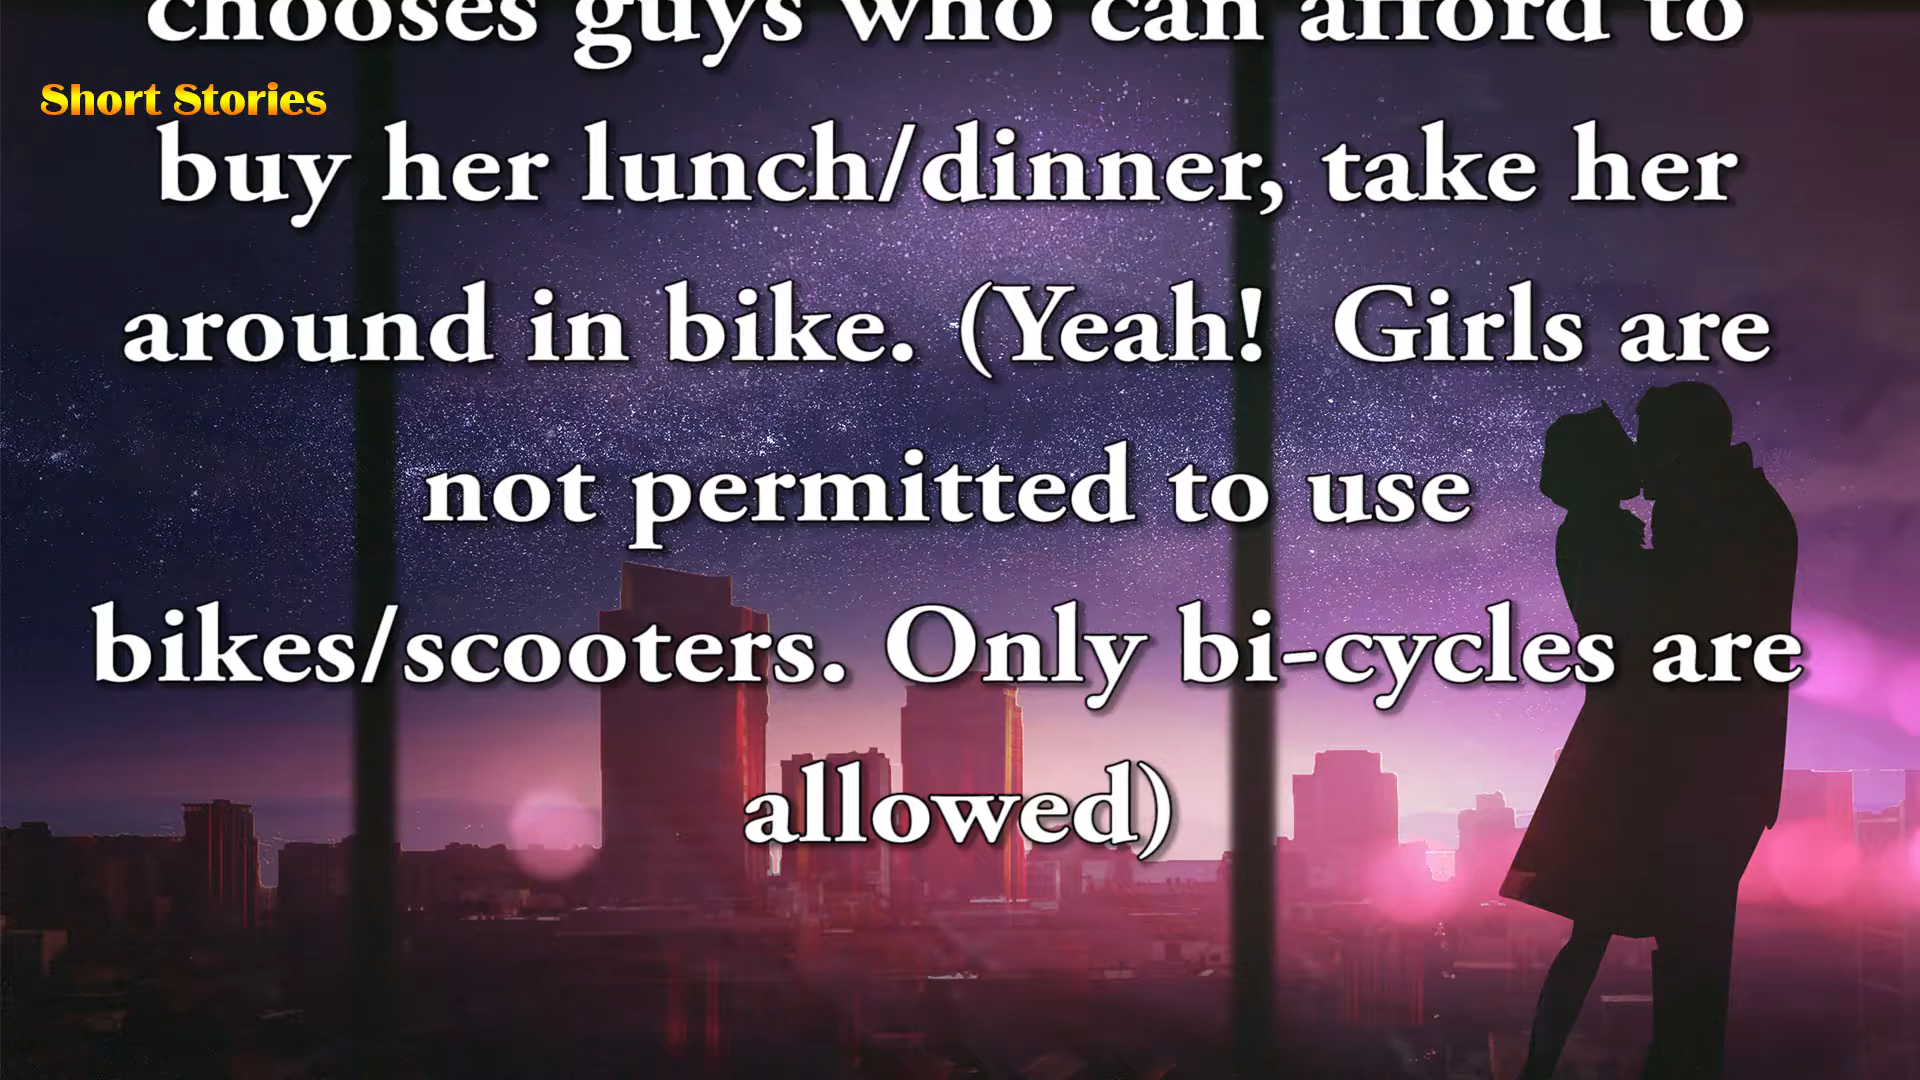 chooses guys who can afford to
Short Stories
buy her lunch/dinner, take her
around in bike. (Yeah!  Girls are
not permitted to use
bikes/scooters. Only bi-cycles are
allowed)